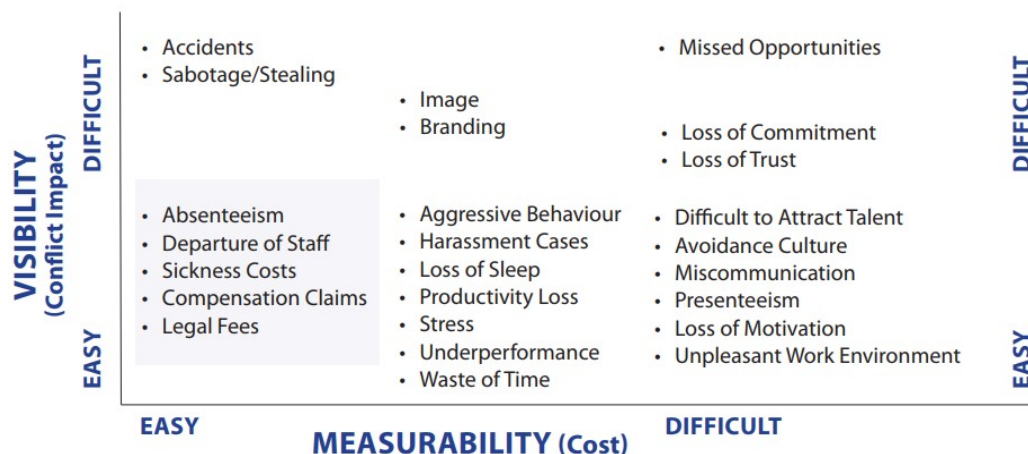 • Accidents
• Sabotage/Stealing
• Image
• Branding
• Missed Opportunities
• Loss of Commitment
• Loss of Trust
• Absenteeism
• Departure of Staff
• Sickness Costs
• Compensation Claims
• Legal Fees
• Aggressive Behaviour
• Harassment Cases
• Loss of Sleep
• Productivity Loss
• Stress
• Underperformance
• Waste of Time
• Difficult to Attract Talent
• Avoidance Culture
• Miscommunication
• Presenteeism
• Loss of Motivation
• Unpleasant Work Environment
VISIBILITY
(Conflict Impact)
DIFFICULT
EASY
DIFFICULT
EASY
EASY
DIFFICULT
MEASURABILITY (Cost)